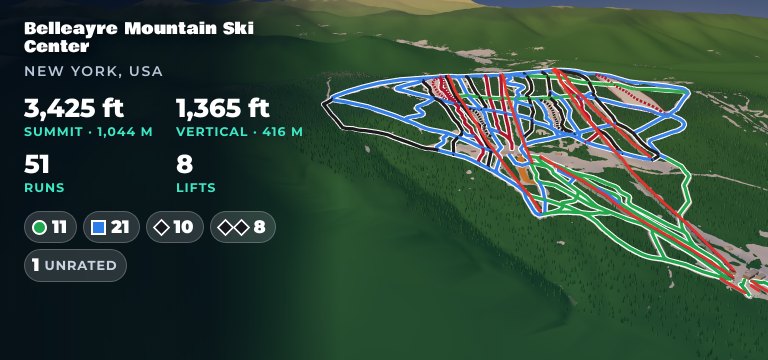 Belleayre Mountain Ski
Center
NEW YORK, USA
3,425 ft 1,365 ft
SUMMIT · 1,044 M VERTICAL · 416 M
51 8
RUNS LIFTS
11 21 10 8
1 UNRATED